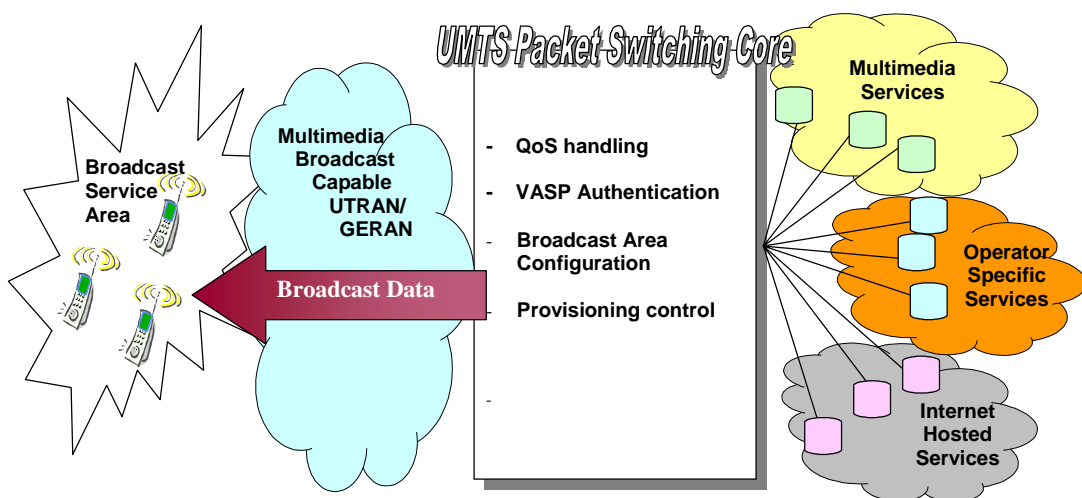 UMTS Packet Switching Core
Broadcast
Service
Area
Multimedia
Broadcast
Capable
UTRAN/
GERAN
Broadcast Data
- QoS handling
- VASP Authentication
- Broadcast Area
Configuration
- Provisioning control
-
Multimedia
Services
Operator
Specific
Services
Internet
Hosted
Services